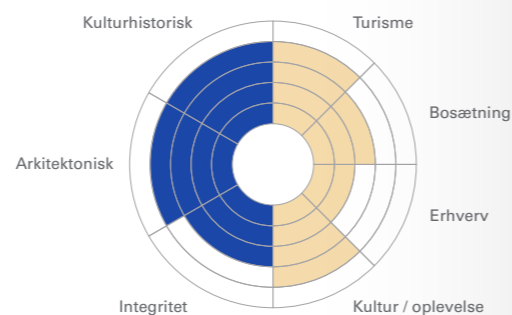 Kulturhistorisk
Turisme
Bosætning
Arkitektonisk
Erhverv
Integritet
Kultur / oplevelse